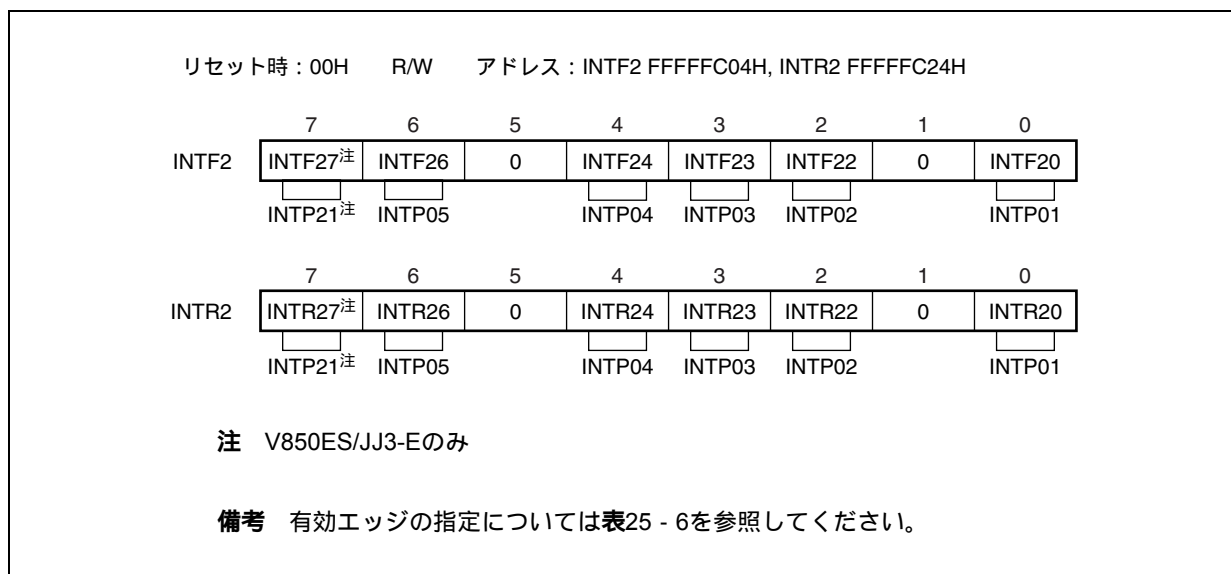 リセット時：00H R/W アドレス：INTF2 FFFFFC04H, INTR2 FFFFFC24H
7 6 5 4 3 2 1 0
INTF2 INTF27注 INTF26 0 INTF24 INTF23 INTF22 0 INTF20
INTP21注 INTP05 INTP04 INTP03 INTP02 INTP01
7 6 5 4 3 2 1 0
INTR2 INTR27注 INTR26 0 INTR24 INTR23 INTR22 0 INTR20
INTP21注 INTP05 INTP04 INTP03 INTP02 INTP01
注 V850ES/JJ3-Eのみ
備考 有効エッジの指定については表25 - 6を参照してください。